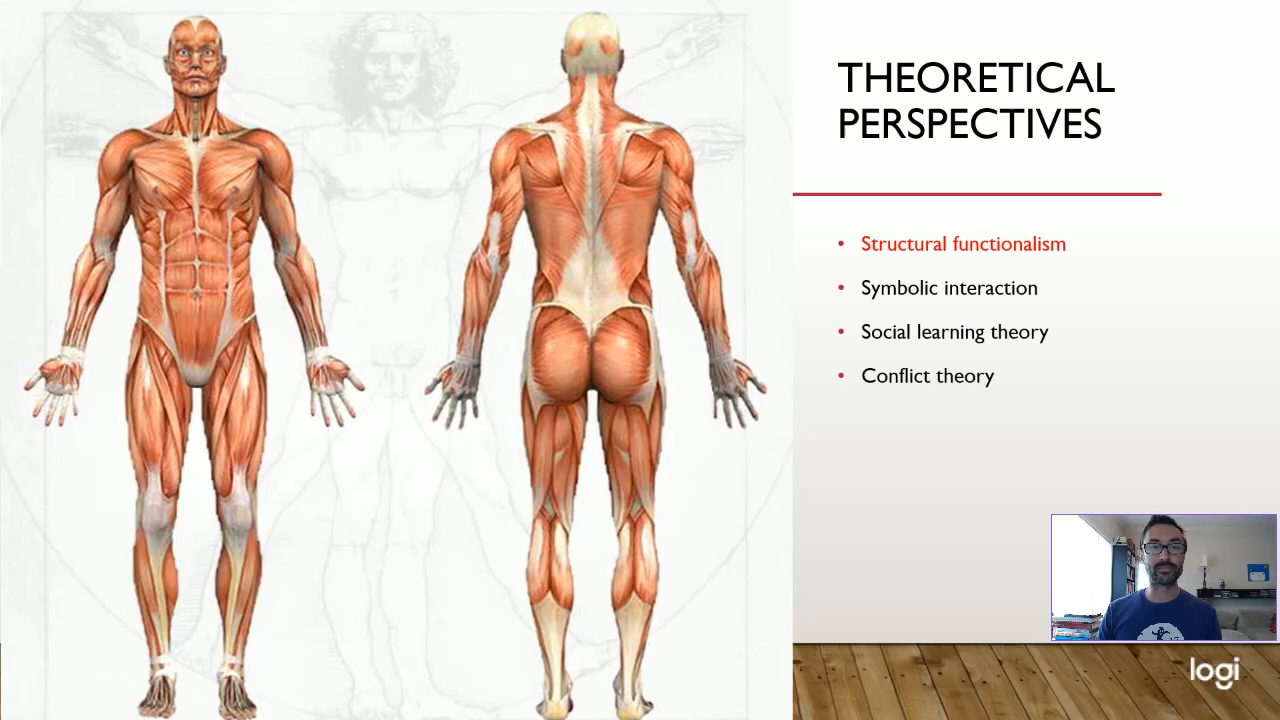 THEORETICAL
PERSPECTIVES
• Structural functionalism
• Symbolic interaction
• Social learning theory
• Conflict theory
logi